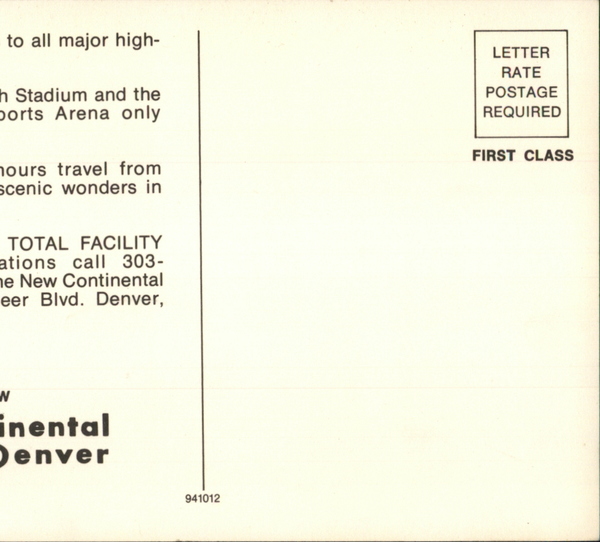 to all major high-
h Stadium and the
ports Arena only
hours travel from
scenic wonders in
TOTAL FACILITY
ations call 303-
he New Continental
eer Blvd. Denver,
w
inental
Denver
941012
LETTER
RATE
POSTAGE
REQUIRED
FIRST CLASS